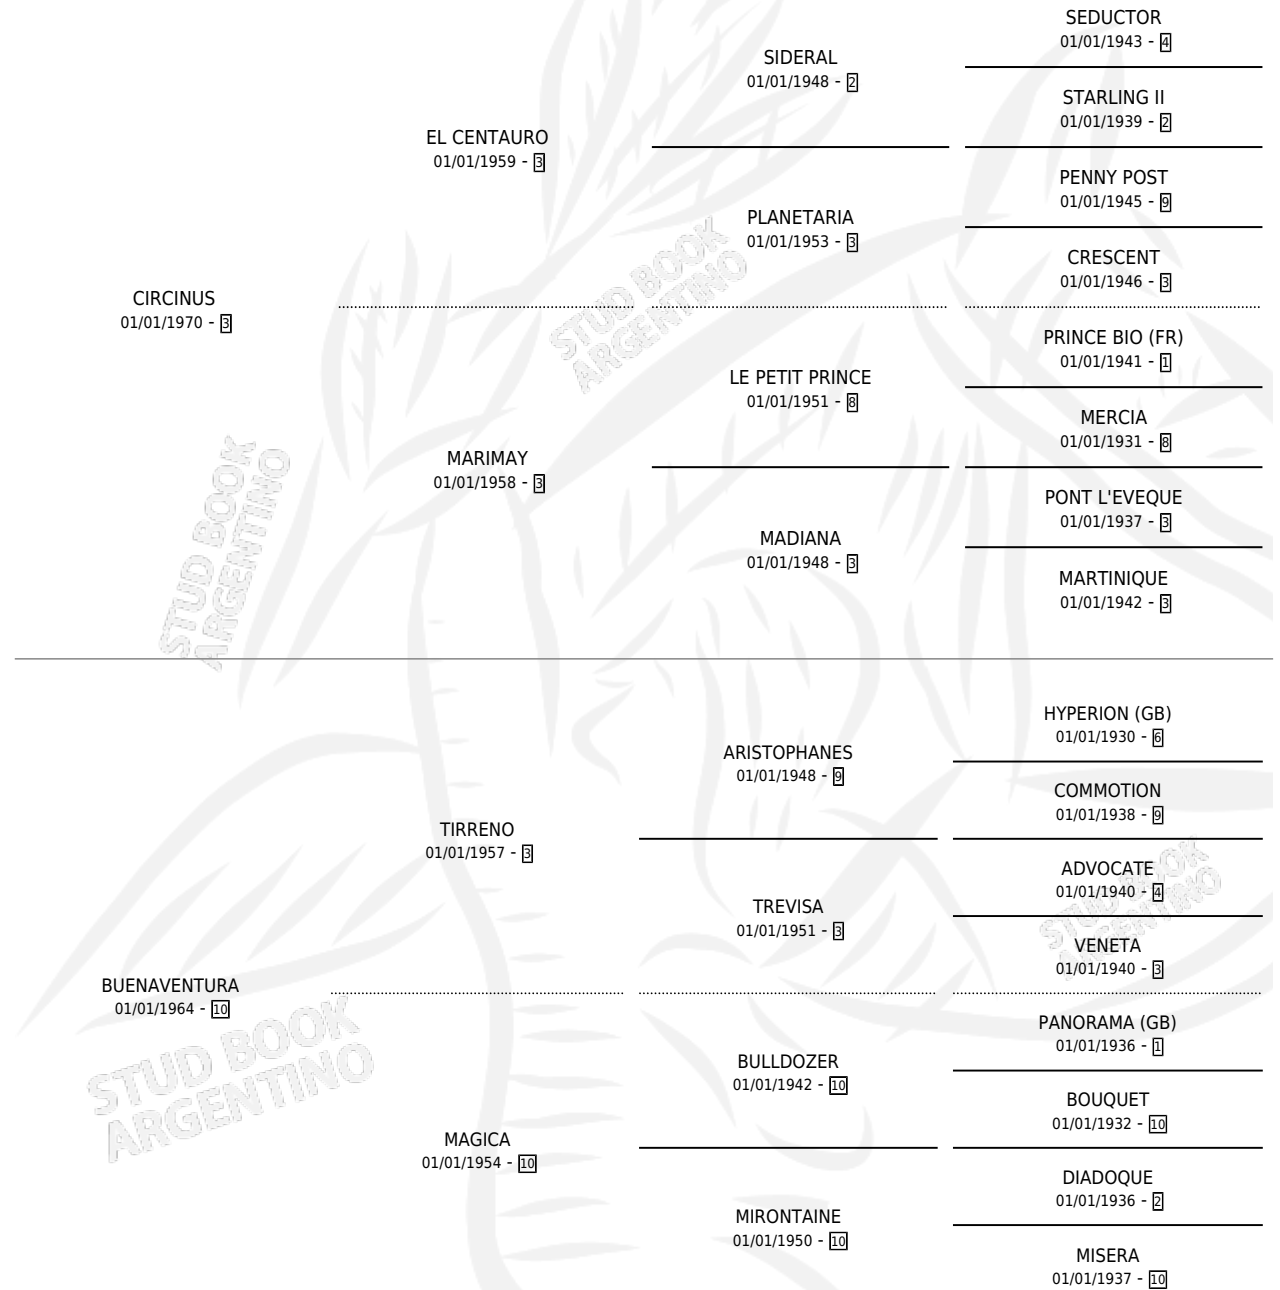 SEDUCTOR
01/01/1943 - 4
SIDERAL
01/01/1948 - 2
STARLING II
01/01/1939 - 2
EL CENTAURO
01/01/1959 - 3
PENNY POST
01/01/1945 - 9
PLANETARIA
01/01/1953 - 3
CRESCENT
01/01/1946 - 3
CIRCINUS
01/01/1970 - 3
PRINCE BIO (FR)
01/01/1941 - 1
LE PETIT PRINCE
01/01/1951 - 8
MERCIA
01/01/1931 - 8
MARIMAY
01/01/1958 - 3
PONT L'EVEQUE
01/01/1937 - 3
MADIANA
01/01/1948 - 3
MARTINIQUE
01/01/1942 - 3
HYPERION (GB)
01/01/1930 - 6
ARISTOPHANES
01/01/1948 - 9
COMMOTION
01/01/1938 - 9
TIRRENO
01/01/1957 - 3
ADVOCATE
01/01/1940 - 4
TREVISA
01/01/1951 - 3
VENETA
01/01/1940 - 3
BUENAVENTURA
01/01/1964 - 10
PANORAMA (GB)
01/01/1936 - 1
BULLDOZER
01/01/1942 - 10
BOUQUET
01/01/1932 - 10
MAGICA
01/01/1954 - 10
DIADOQUE
01/01/1936 - 2
MIRONTAINE
01/01/1950 - 10
MISERA
01/01/1937 - 10
STUD BOOK
ARGENTINO
STUD BOOK
ARGENTINO
STUD BOOK
ARGENTINO
STUD BOOK
ARGENTINO